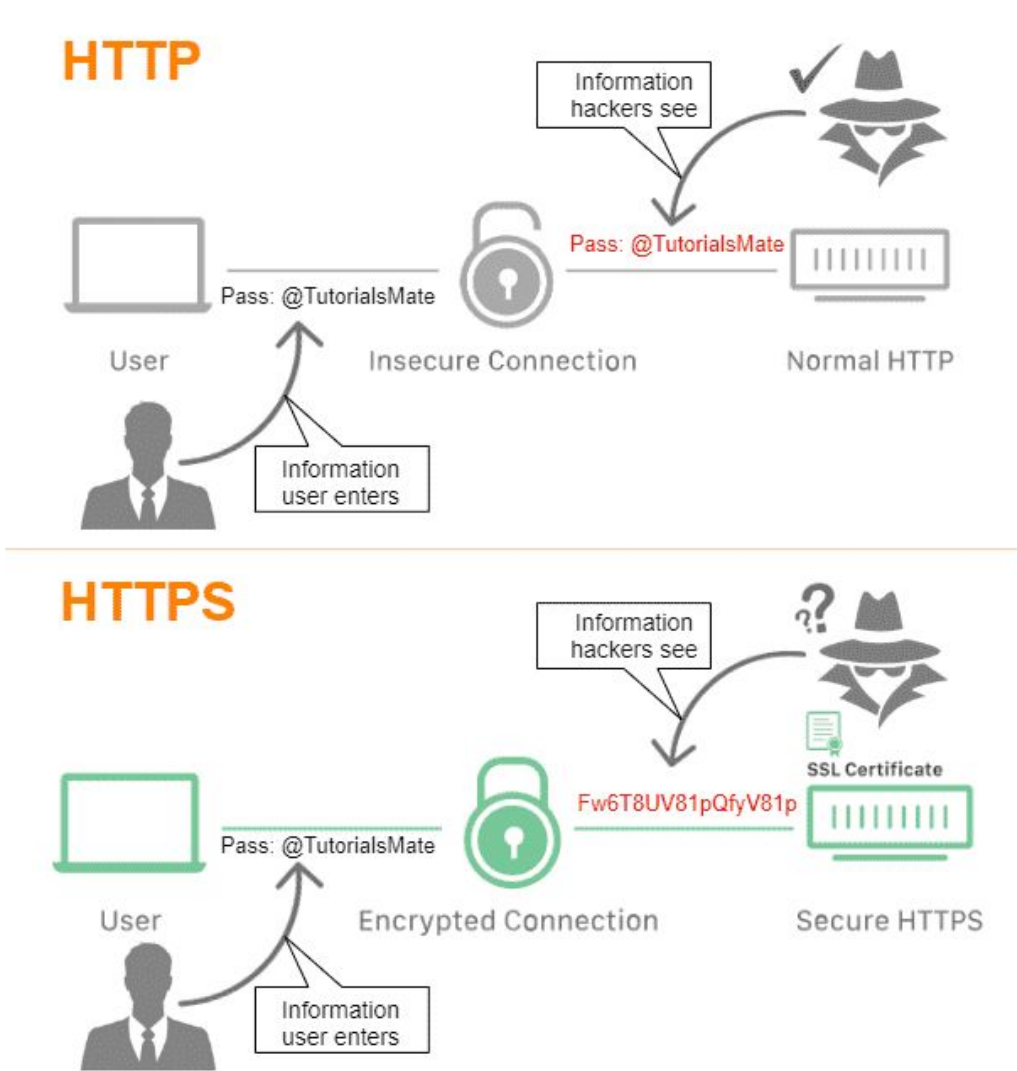 HTTP
Information
hackers see
Pass: @TutorialsMate
Pass: @TutorialsMate
User
Insecure Connection
Normal HTTP
Information
user enters
HTTPS
??
Information
hackers see
SSL Certificate
Fw6T8UV81pQfyV81p
Pass: @TutorialsMate
User
Encrypted Connection
Secure HTTPS
Information
user enters